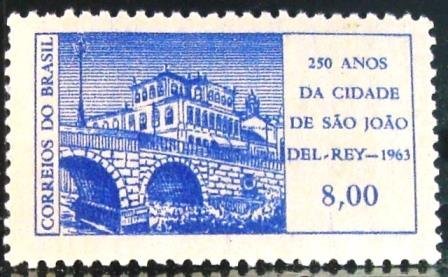 CORREIOS DO BRASIL
250 ANOS
DA CIDADE
DE SÃO JOÃO
DEL-REY—1963
8,00